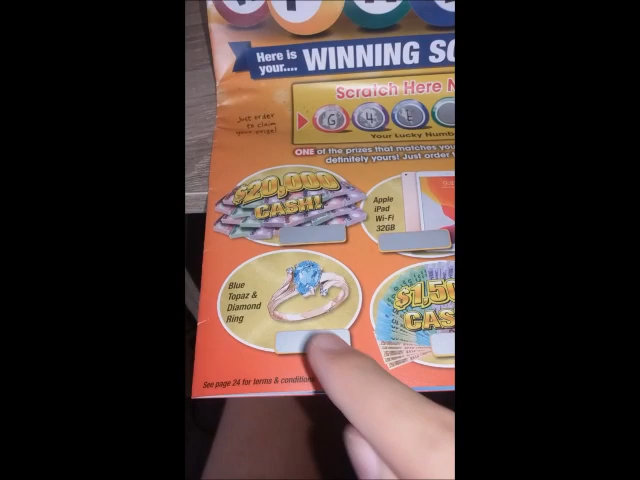 Here is
your....
WINNING SC
Scratch Here N
Just order
to claim
your prize!
G 4 t
Your Lucky Numb
ONE of the prizes that matches you
definitely yours! Just order
$20,000
CASH!
Apple
iPad
Wi-Fi
32GB
Blue
Topaz &
Diamond
Ring
$1,50
CAS
See page 24 for terms & conditions